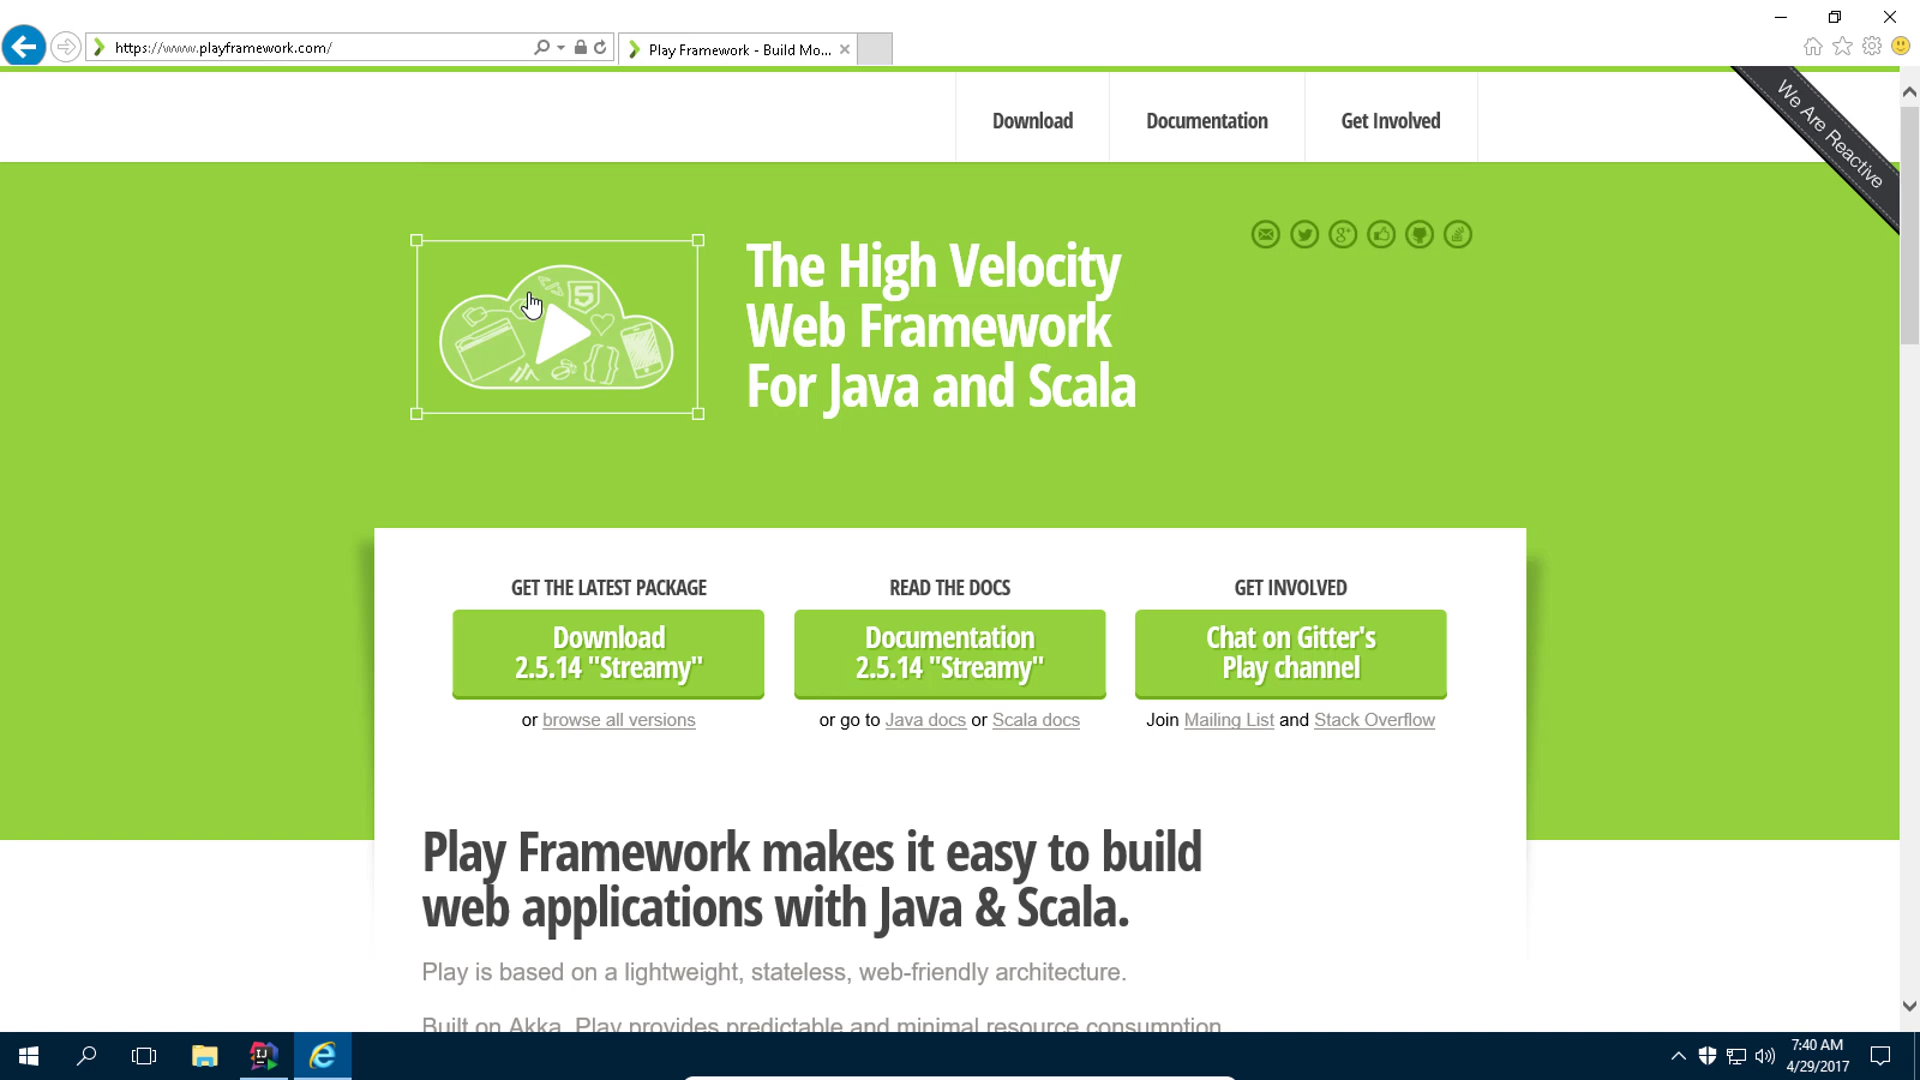 https://www.playframework.com/
Play Framework - Build Mo...
Download
Documentation
Get Involved
We Are Reactive
The High Velocity
Web Framework
For Java and Scala
GET THE LATEST PACKAGE
Download
2.5.14 "Streamy"
or browse all versions
READ THE DOCS
Documentation
2.5.14 "Streamy"
or go to Java docs or Scala docs
GET INVOLVED
Chat on Gitter's
Play channel
Join Mailing List and Stack Overflow
Play Framework makes it easy to build
web applications with Java & Scala.
Play is based on a lightweight, stateless, web-friendly architecture.
Built on Akka, Play provides predictable and minimal resource consumption
7:40 AM
4/29/2017